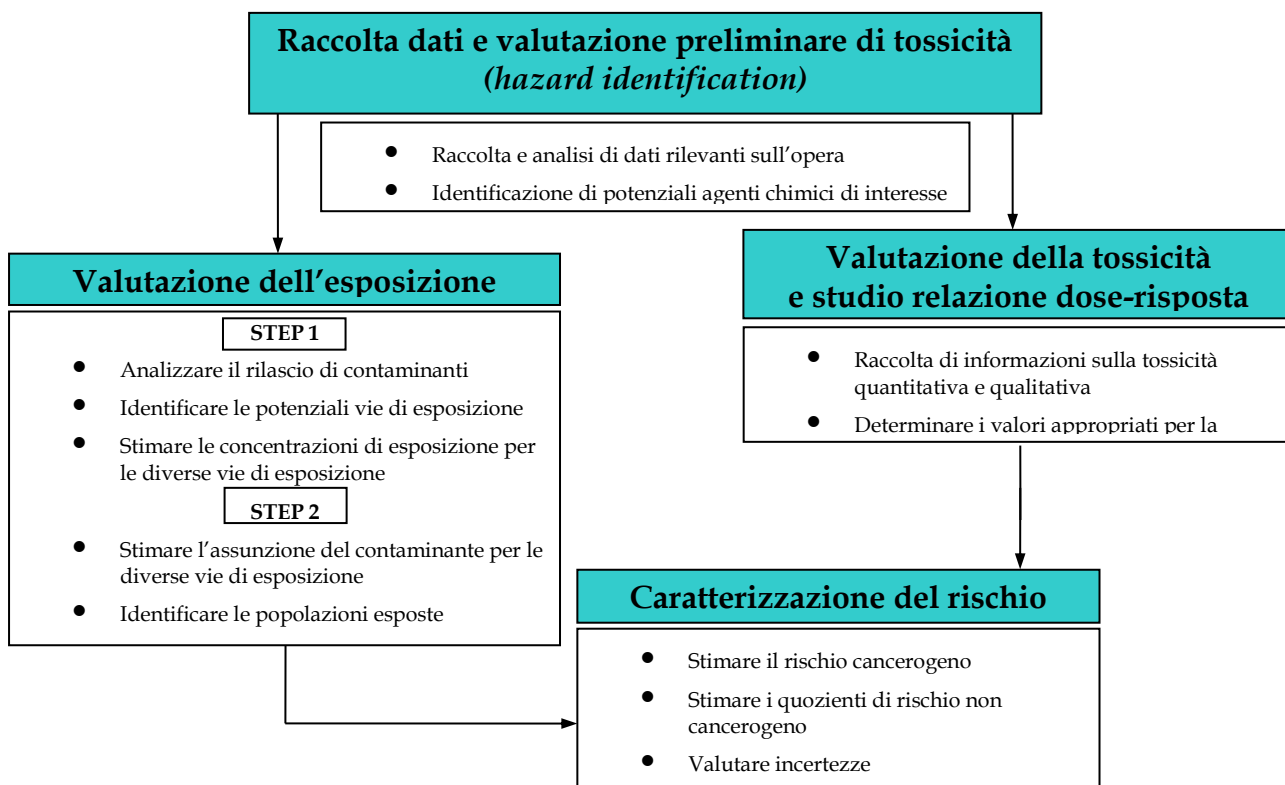 Raccolta dati e valutazione preliminare di tossicità
(hazard identification)
● Raccolta e analisi di dati rilevanti sull’opera
● Identificazione di potenziali agenti chimici di interesse
Valutazione dell’esposizione
STEP 1
● Analizzare il rilascio di contaminanti
● Identificare le potenziali vie di esposizione
● Stimare le concentrazioni di esposizione per
le diverse vie di esposizione
STEP 2
● Stimare l’assunzione del contaminante per le
diverse vie di esposizione
● Identificare le popolazioni esposte
Valutazione della tossicità
e studio relazione dose-risposta
● Raccolta di informazioni sulla tossicità
quantitativa e qualitativa
● Determinare i valori appropriati per la
Caratterizzazione del rischio
● Stimare il rischio cancerogeno
● Stimare i quozienti di rischio non
cancerogeno
● Valutare incertezze